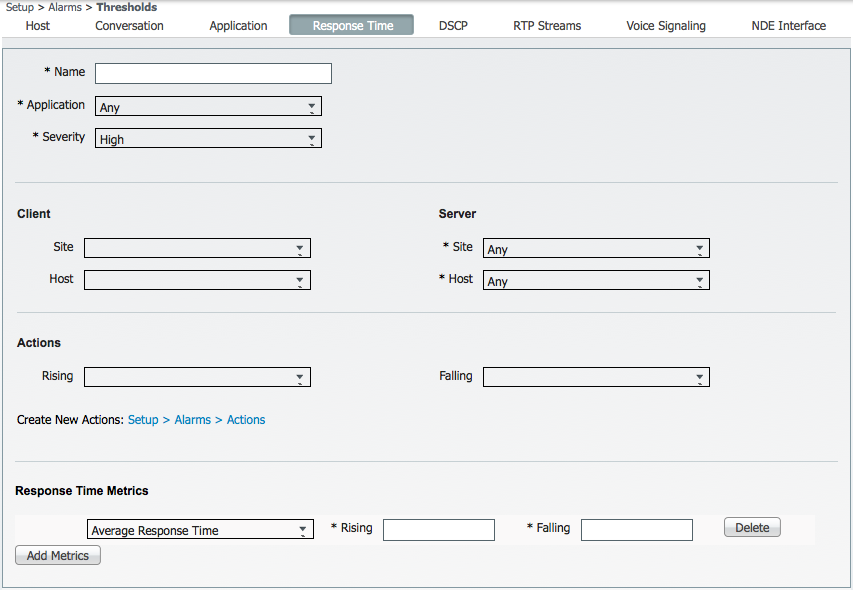 Setup > Alarms > Thresholds
Host Conversation Application Response Time DSCP RTP Streams Voice Signaling NDE Interface
* Name
* Application Any
* Severity High
Client Server
Site * Site Any
Host * Host Any
Actions
Rising Falling
Create New Actions: Setup > Alarms > Actions
Response Time Metrics
Average Response Time * Rising * Falling Delete
Add Metrics